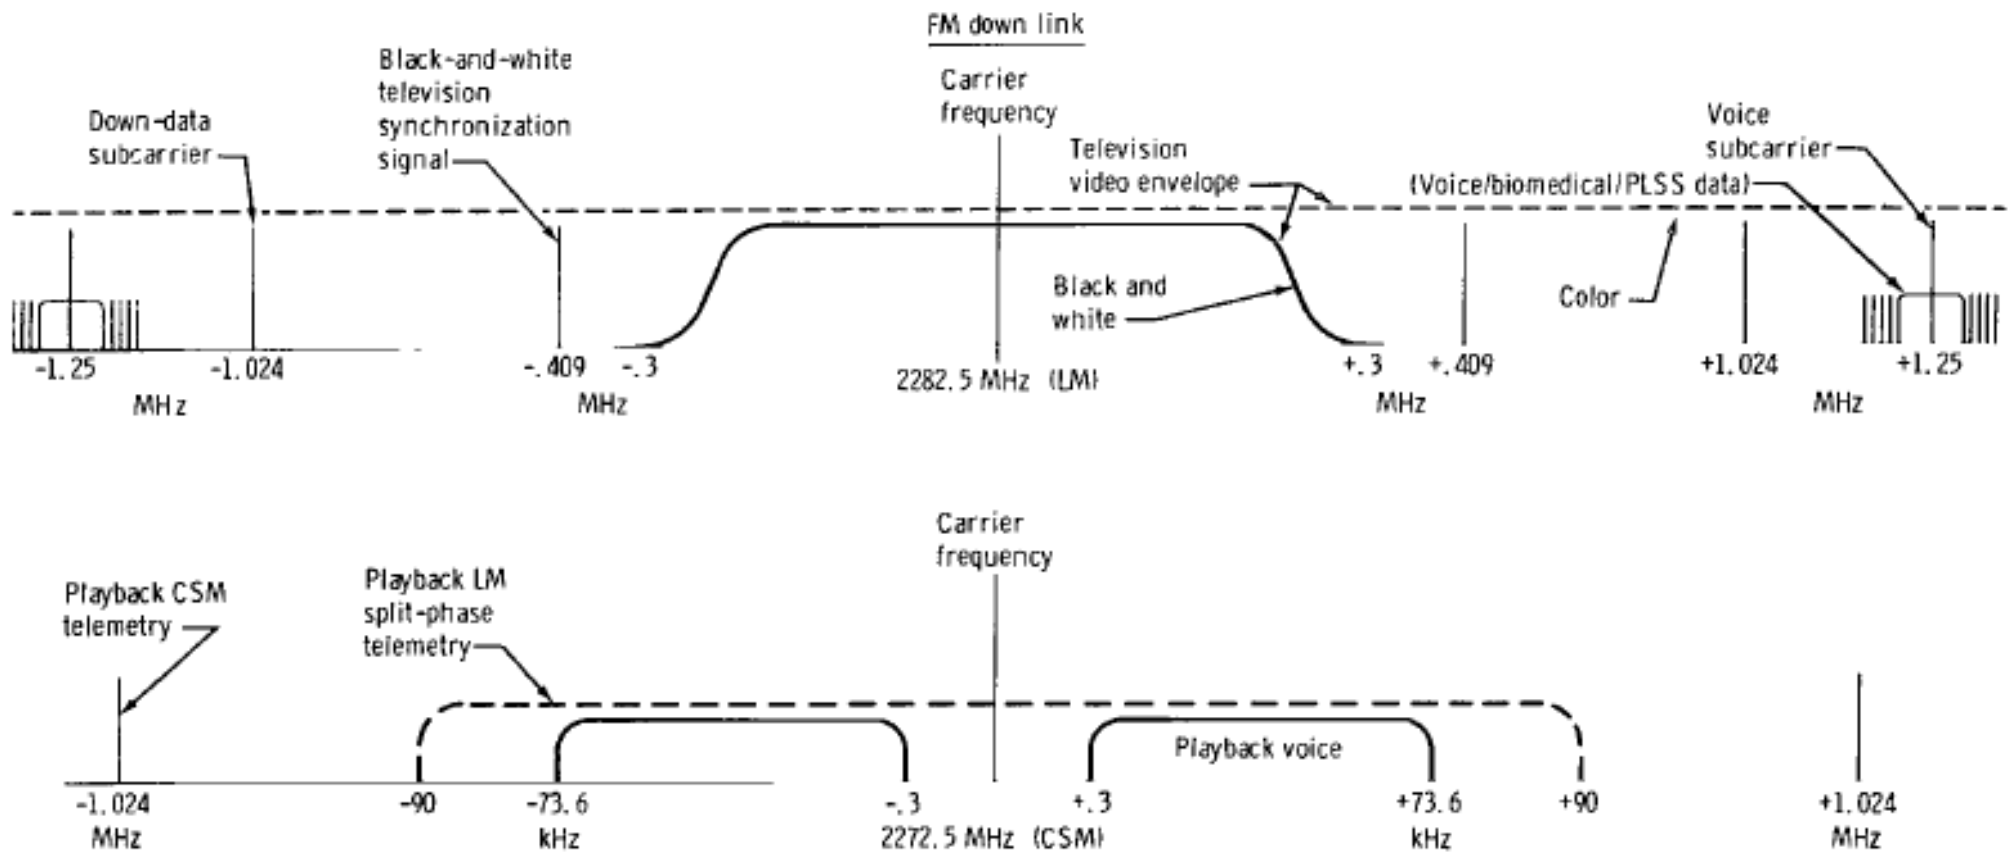 FM down link
Carrier
frequency
Black-and-white
television
synchronization
signal
Down-data
subcarrier
Television
video envelope
Voice
subcarrier
(Voice/biomedical/PLSS data)
Black and
white
Color
-1.25
-1.024
-.409
-.3
2282.5 MHz (LM)
+.3
+.409
+1.024
+1.25
MHz
MHz
MHz
MHz
Carrier
frequency
Playback CSM
telemetry
Playback LM
split-phase
telemetry
Playback voice
-1.024
-90
-73.6
-.3
+.3
+73.6
+90
+1.024
MHz
kHz
2272.5 MHz (CSM)
kHz
MHz